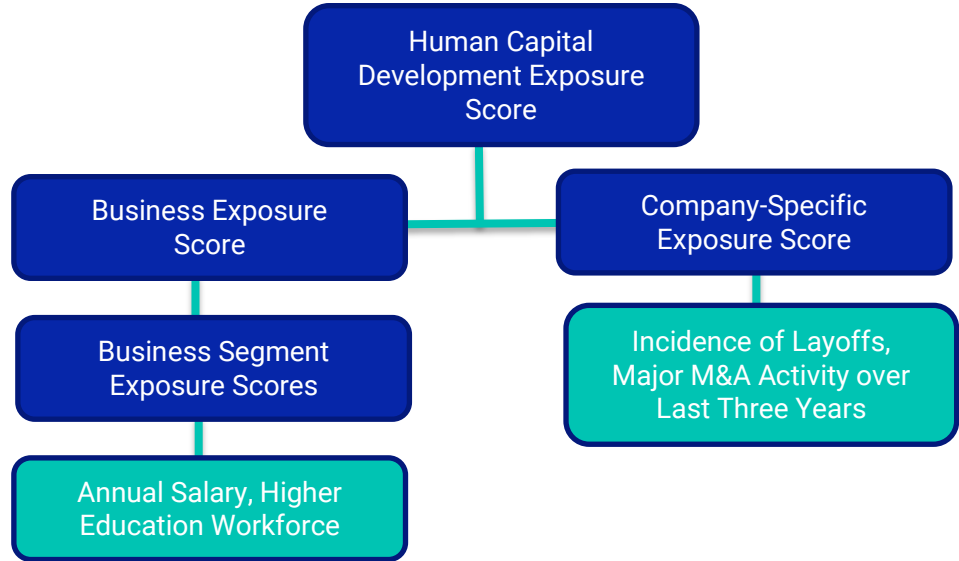 Human Capital
Development Exposure
Score
Business Exposure
Score
Company-Specific
Exposure Score
Business Segment
Exposure Scores
Incidence of Layoffs,
Major M&A Activity over
Last Three Years
Annual Salary, Higher
Education Workforce